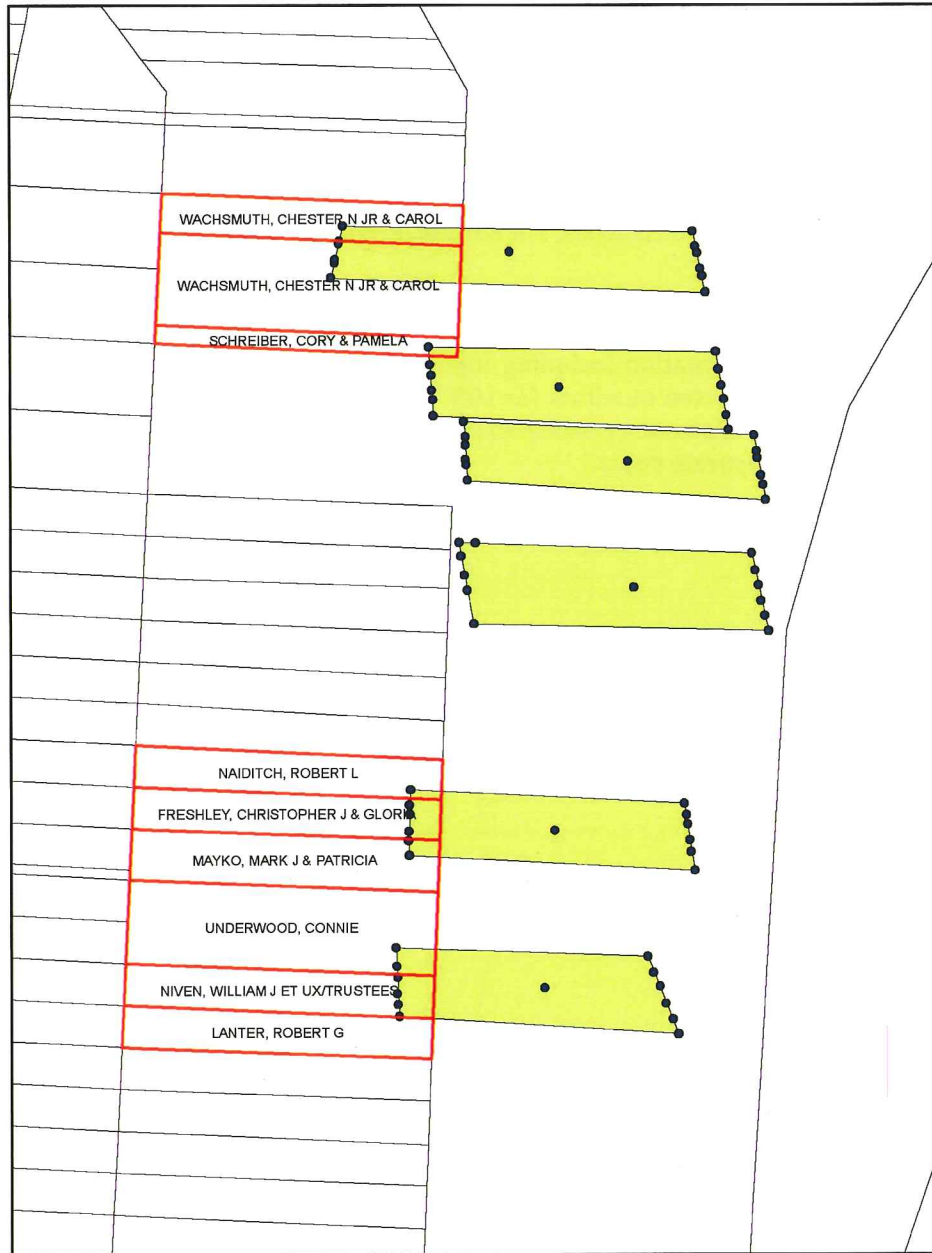 WACHSMUTH, CHESTER N JR & CAROL
WACHSMUTH, CHESTER N JR & CAROL
SCHREIBER, CORY & PAMELA
NAIDITCH, ROBERT L
FRESHLEY, CHRISTOPHER J & GLORIA
MAYKO, MARK J & PATRICIA
UNDERWOOD, CONNIE
NIVEN, WILLIAM J ET UX/TRUSTEES
LANTER, ROBERT G